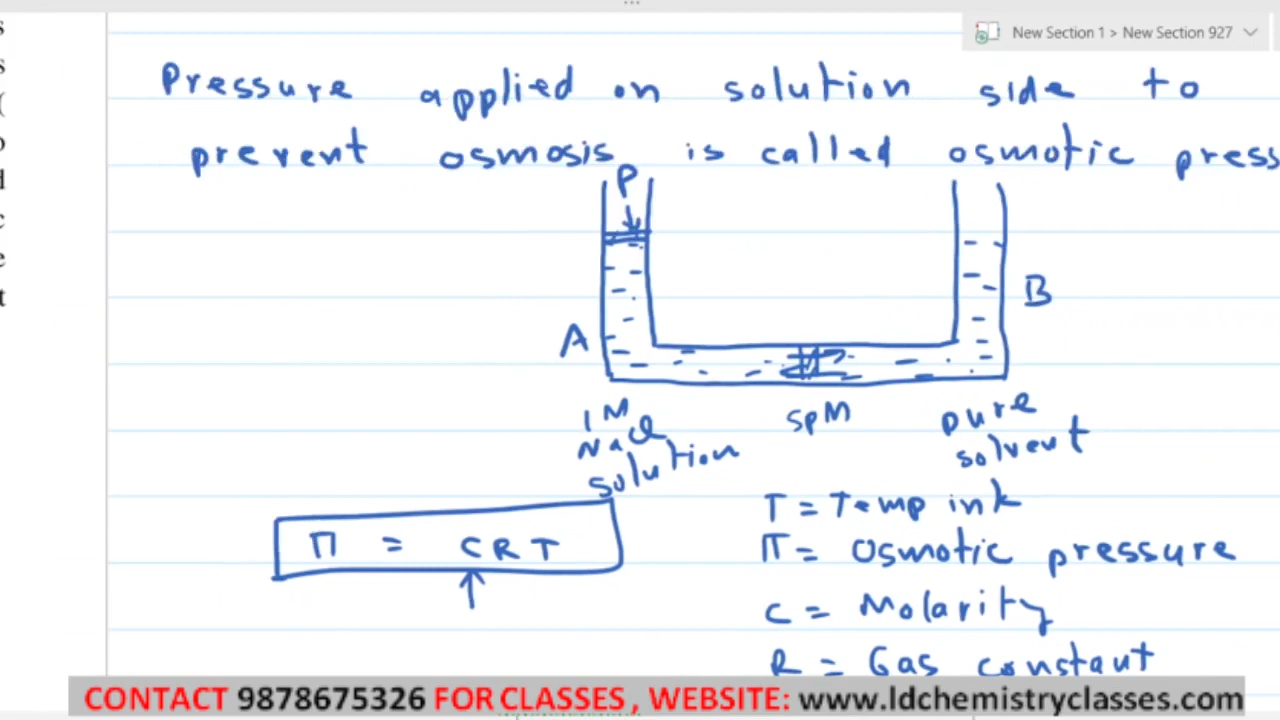 New Section 1 > New Section 927
Pressure applied on solution side to
prevent osmosis is called osmotic press
P
A
B
1M
NaCl
solution
SPM
pure
solvent
π = CRT
T = Temp in k
π = Osmotic pressure
C = Molarity
R = Gas constant
CONTACT 9878675326 FOR CLASSES , WEBSITE: www.ldchemistryclasses.com